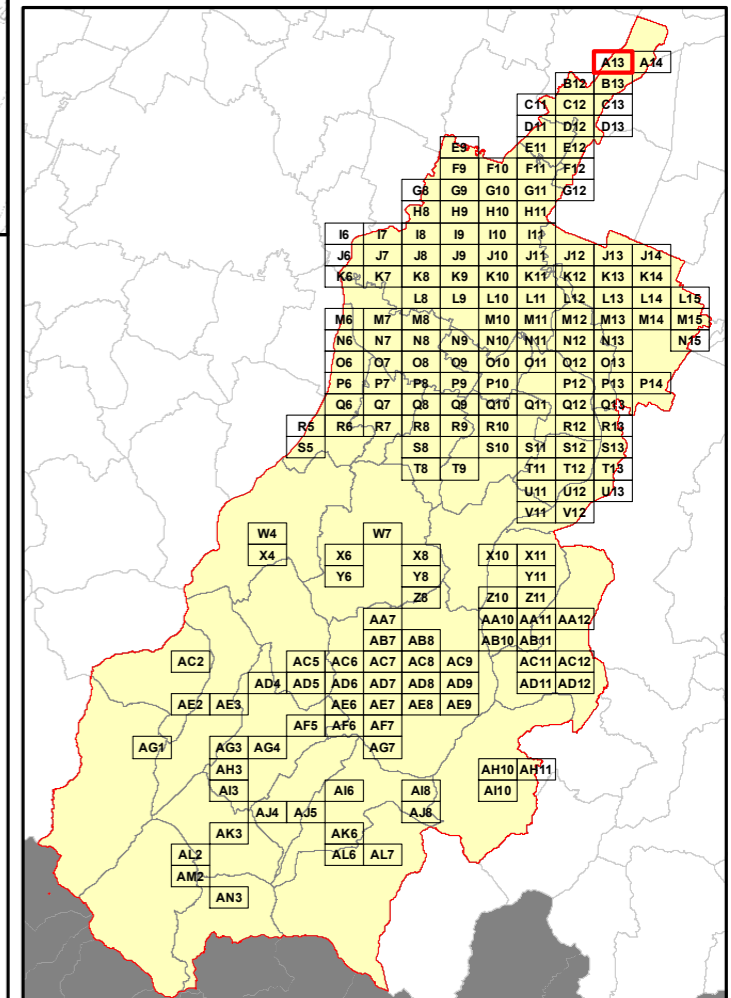 A13 A14
B12 B13
C11 C12 C13
D11 D12 D13
E9 E11 E12
F9 F10 F11 F12
G8 G9 G10 G11 G12
H8 H9 H10 H11
I6 I7 I8 I9 I10 I11
J6 J7 J8 J9 J10 J11 J12 J13 J14
K6 K7 K8 K9 K10 K11 K12 K13 K14
L8 L9 L10 L11 L12 L13 L14 L15
M6 M7 M8 M10 M11 M12 M13 M14 M15
N6 N7 N8 N9 N10 N11 N12 N13 N15
O6 O7 O8 O9 O10 O11 O12 O13
P6 P7 P8 P9 P10 P12 P13 P14
Q6 Q7 Q8 Q9 Q10 Q11 Q12 Q13
R5 R6 R7 R8 R9 R10 R12 R13
S5 S8 S10 S11 S12 S13
T8 T9 T11 T12 T13
U11 U12 U13
V11 V12
W4 W7
X4 X6 X8 X10 X11
Y6 Y8 Y11
Z8 Z10 Z11
AA7 AA10 AA11 AA12
AB7 AB8 AB10 AB11
AC2 AC5 AC6 AC7 AC8 AC9 AC11 AC12
AD4 AD5 AD6 AD7 AD8 AD9 AD11 AD12
AE2 AE3 AE6 AE7 AE8 AE9
AF5 AF6 AF7
AG1 AG3 AG4 AG7
AH3 AH10 AH11
AI3 AI6 AI8 AI10
AJ4 AJ5 AJ8
AK3 AK6
AL2 AL6 AL7
AM2
AN3